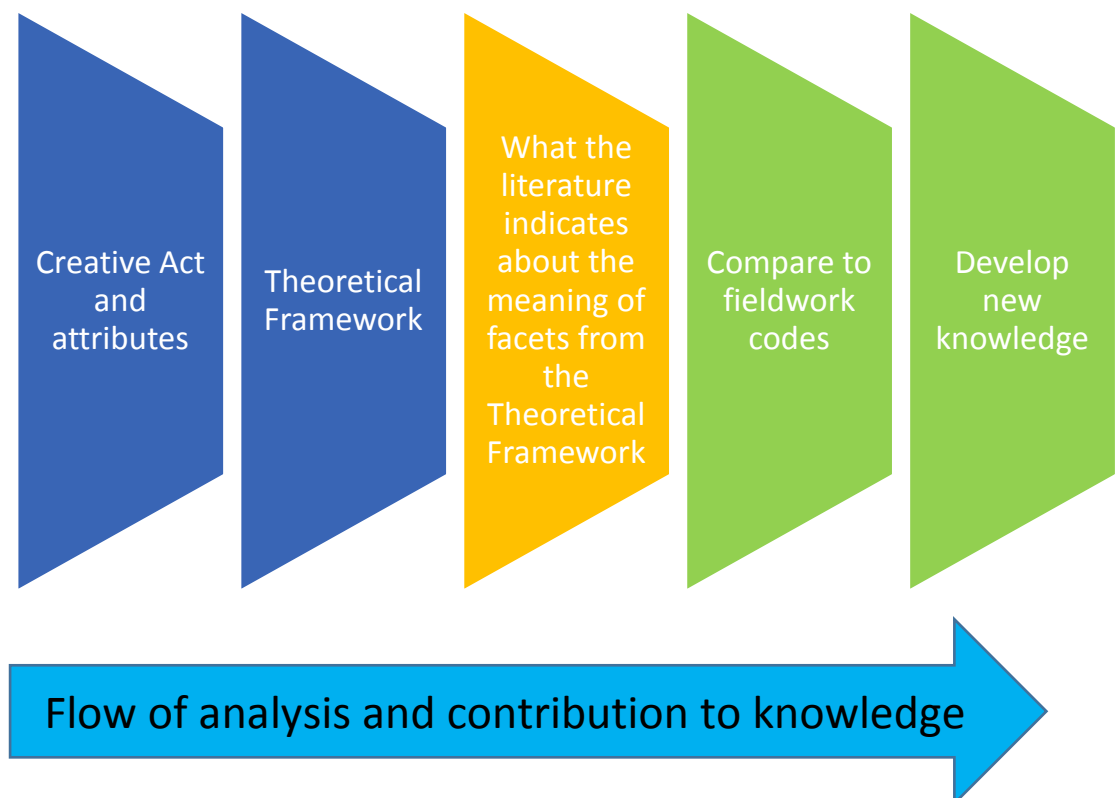 Creative Act
and
attributes
Theoretical
Framework
What the
literature
indicates
about the
meaning of
facets from
the
Theoretical
Framework
Compare to
fieldwork
codes
Develop
new
knowledge
Flow of analysis and contribution to knowledge